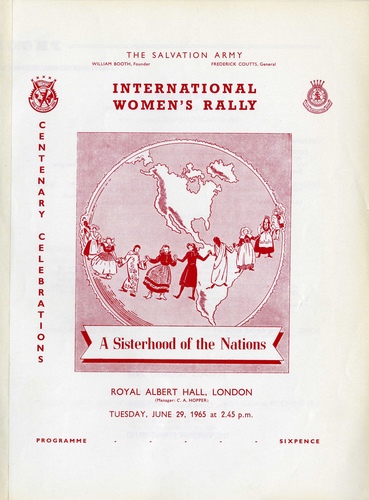 THE SALVATION ARMY
WILLIAM BOOTH, Founder FREDERICK COUTTS, General
INTERNATIONAL
WOMEN'S RALLY
CENTENARY CELEBRATIONS
A Sisterhood of the Nations
ROYAL ALBERT HALL, LONDON
(Manager: C. A. HOPPER)
TUESDAY, JUNE 29, 1965 at 2.45 p.m.
PROGRAMME - - - - - SIXPENCE